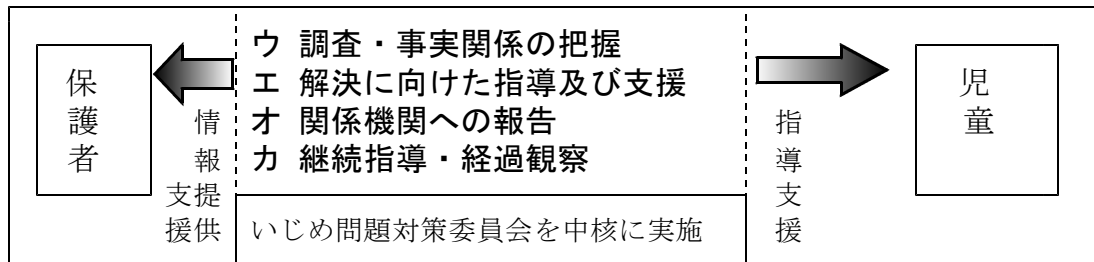 保護者
情報提供
支援
ウ 調査・事実関係の把握
エ 解決に向けた指導及び支援
オ 関係機関への報告
カ 継続指導・経過観察
いじめ問題対策委員会を中核に実施
指導支援
児童